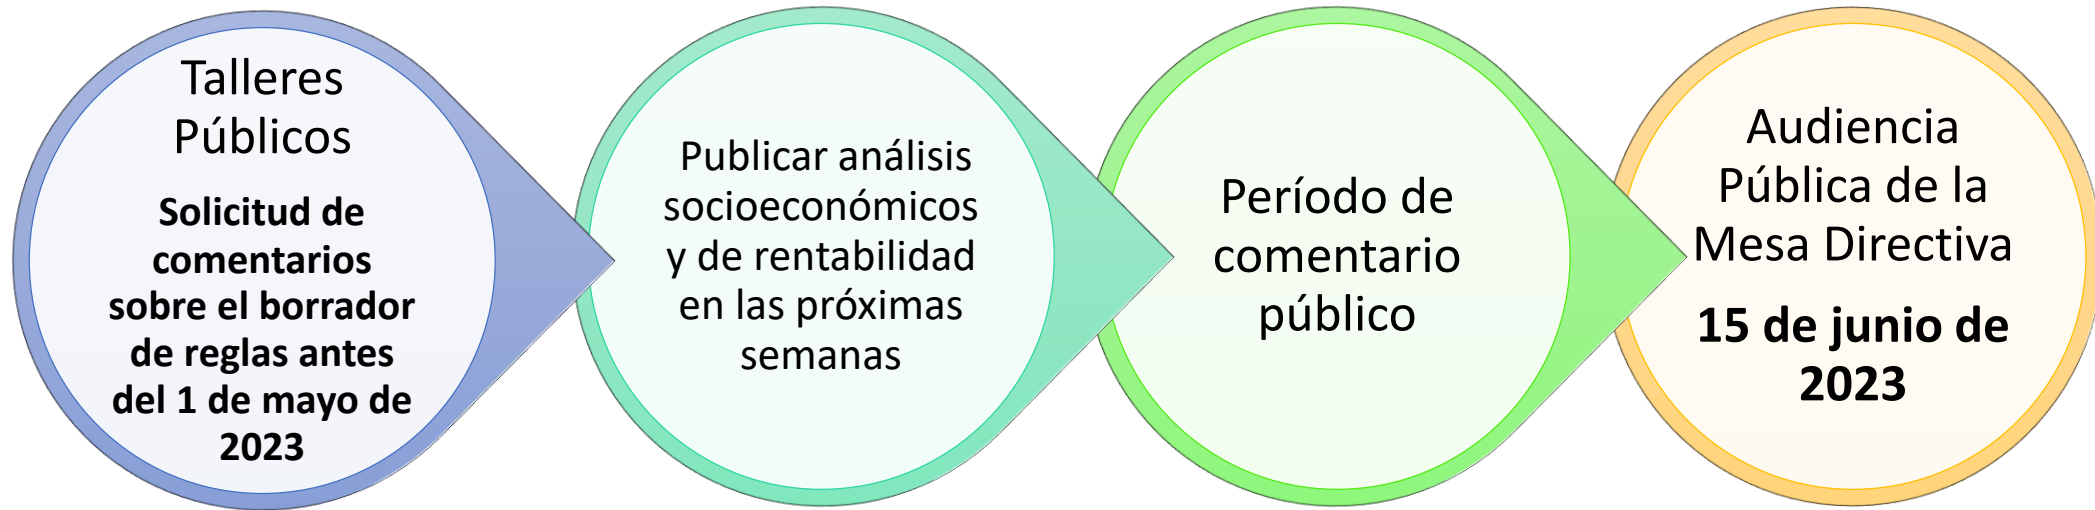 Talleres
Públicos
Solicitud de
comentarios
sobre el borrador
de reglas antes
del 1 de mayo de
2023
Publicar análisis
socioeconómicos
y de rentabilidad
en las próximas
semanas
Período de
comentario
público
Audiencia
Pública de la
Mesa Directiva
15 de junio de
2023